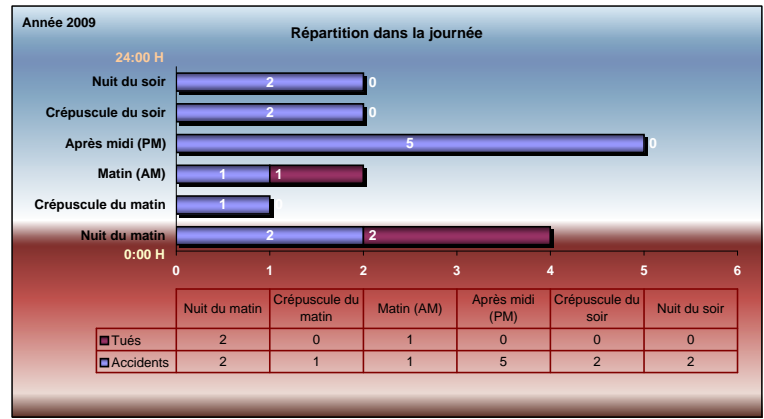 Année 2009
Répartition dans la journée
24:00 H
Nuit du soir 2 0
Crépuscule du soir 2 0
Après midi (PM) 5 0
Matin (AM) 1 1
Crépuscule du matin 1 0
Nuit du matin 2 2
0:00 H
0 1 2 3 4 5 6
Nuit du matin Crépuscule du matin Matin (AM) Après midi (PM) Crépuscule du soir Nuit du soir
Tués 2 0 1 0 0 0
Accidents 2 1 1 5 2 2